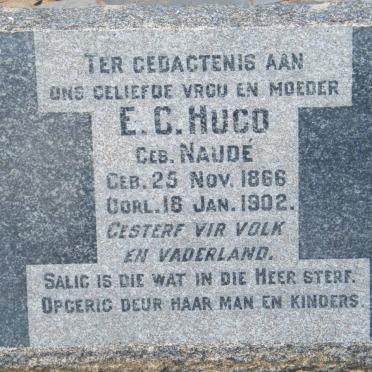 TER GEDACTENIS AAN
ONS GELIEFDE VROU EN MOEDER
E. C. HUGO
GEB. NAUDÉ
GEB. 25 NOV. 1866
OORL. 18 JAN. 1902.
GESTERF VIR VOLK
EN VADERLAND.
SALIG IS DIE WAT IN DIE HEER STERF.
OPGERIG DEUR HAAR MAN EN KINDERS